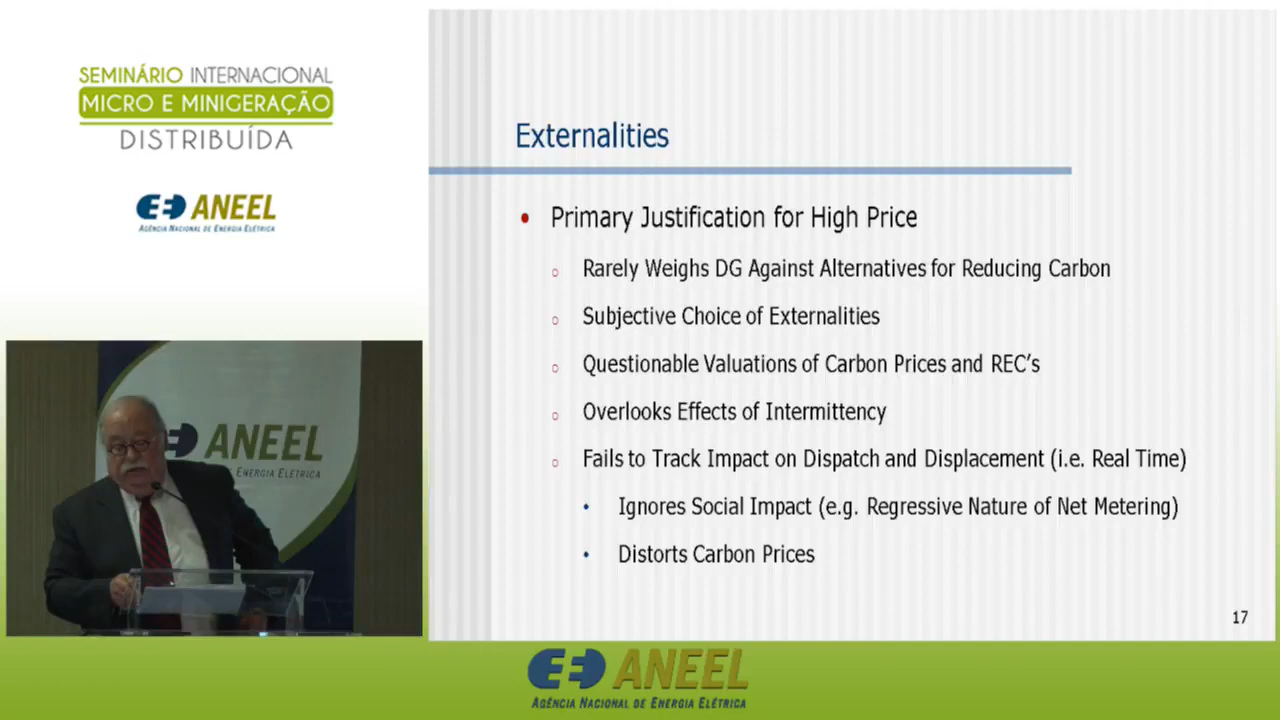 SEMINÁRIO INTERNACIONAL
MICRO E MINIGERAÇÃO
DISTRIBUÍDA
ANEEL
AGÊNCIA NACIONAL DE ENERGIA ELÉTRICA
Externalities
• Primary Justification for High Price
o Rarely Weighs DG Against Alternatives for Reducing Carbon
o Subjective Choice of Externalities
o Questionable Valuations of Carbon Prices and REC's
o Overlooks Effects of Intermittency
o Fails to Track Impact on Dispatch and Displacement (i.e. Real Time)
• Ignores Social Impact (e.g. Regressive Nature of Net Metering)
• Distorts Carbon Prices
17
ANEEL
DE ENERGIA ELÉTRICA
ANEEL
AGÊNCIA NACIONAL DE ENERGIA ELÉTRICA